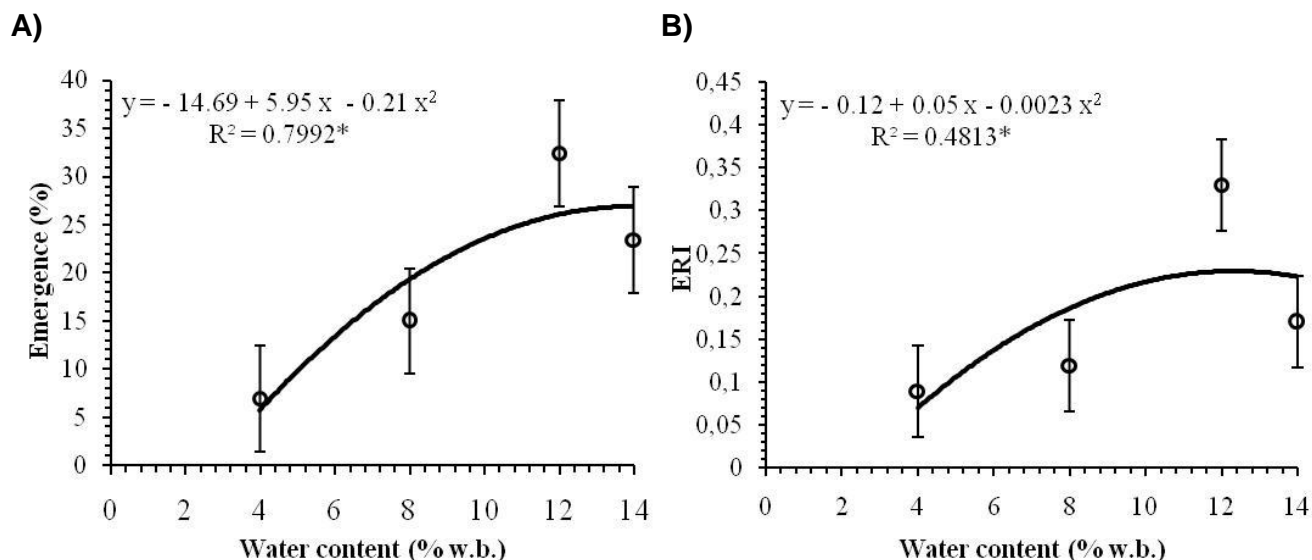 A)
y = - 14.69 + 5.95 x - 0.21 x²
R² = 0.7992*
Emergence (%)
40
35
30
25
20
15
10
5
0
0 2 4 6 8 10 12 14
Water content (% w.b.)
B)
y = - 0.12 + 0.05 x - 0.0023 x²
R² = 0.4813*
ERI
0,45
0,4
0,35
0,3
0,25
0,2
0,15
0,1
0,05
0
0 2 4 6 8 10 12 14
Water content (% w.b.)